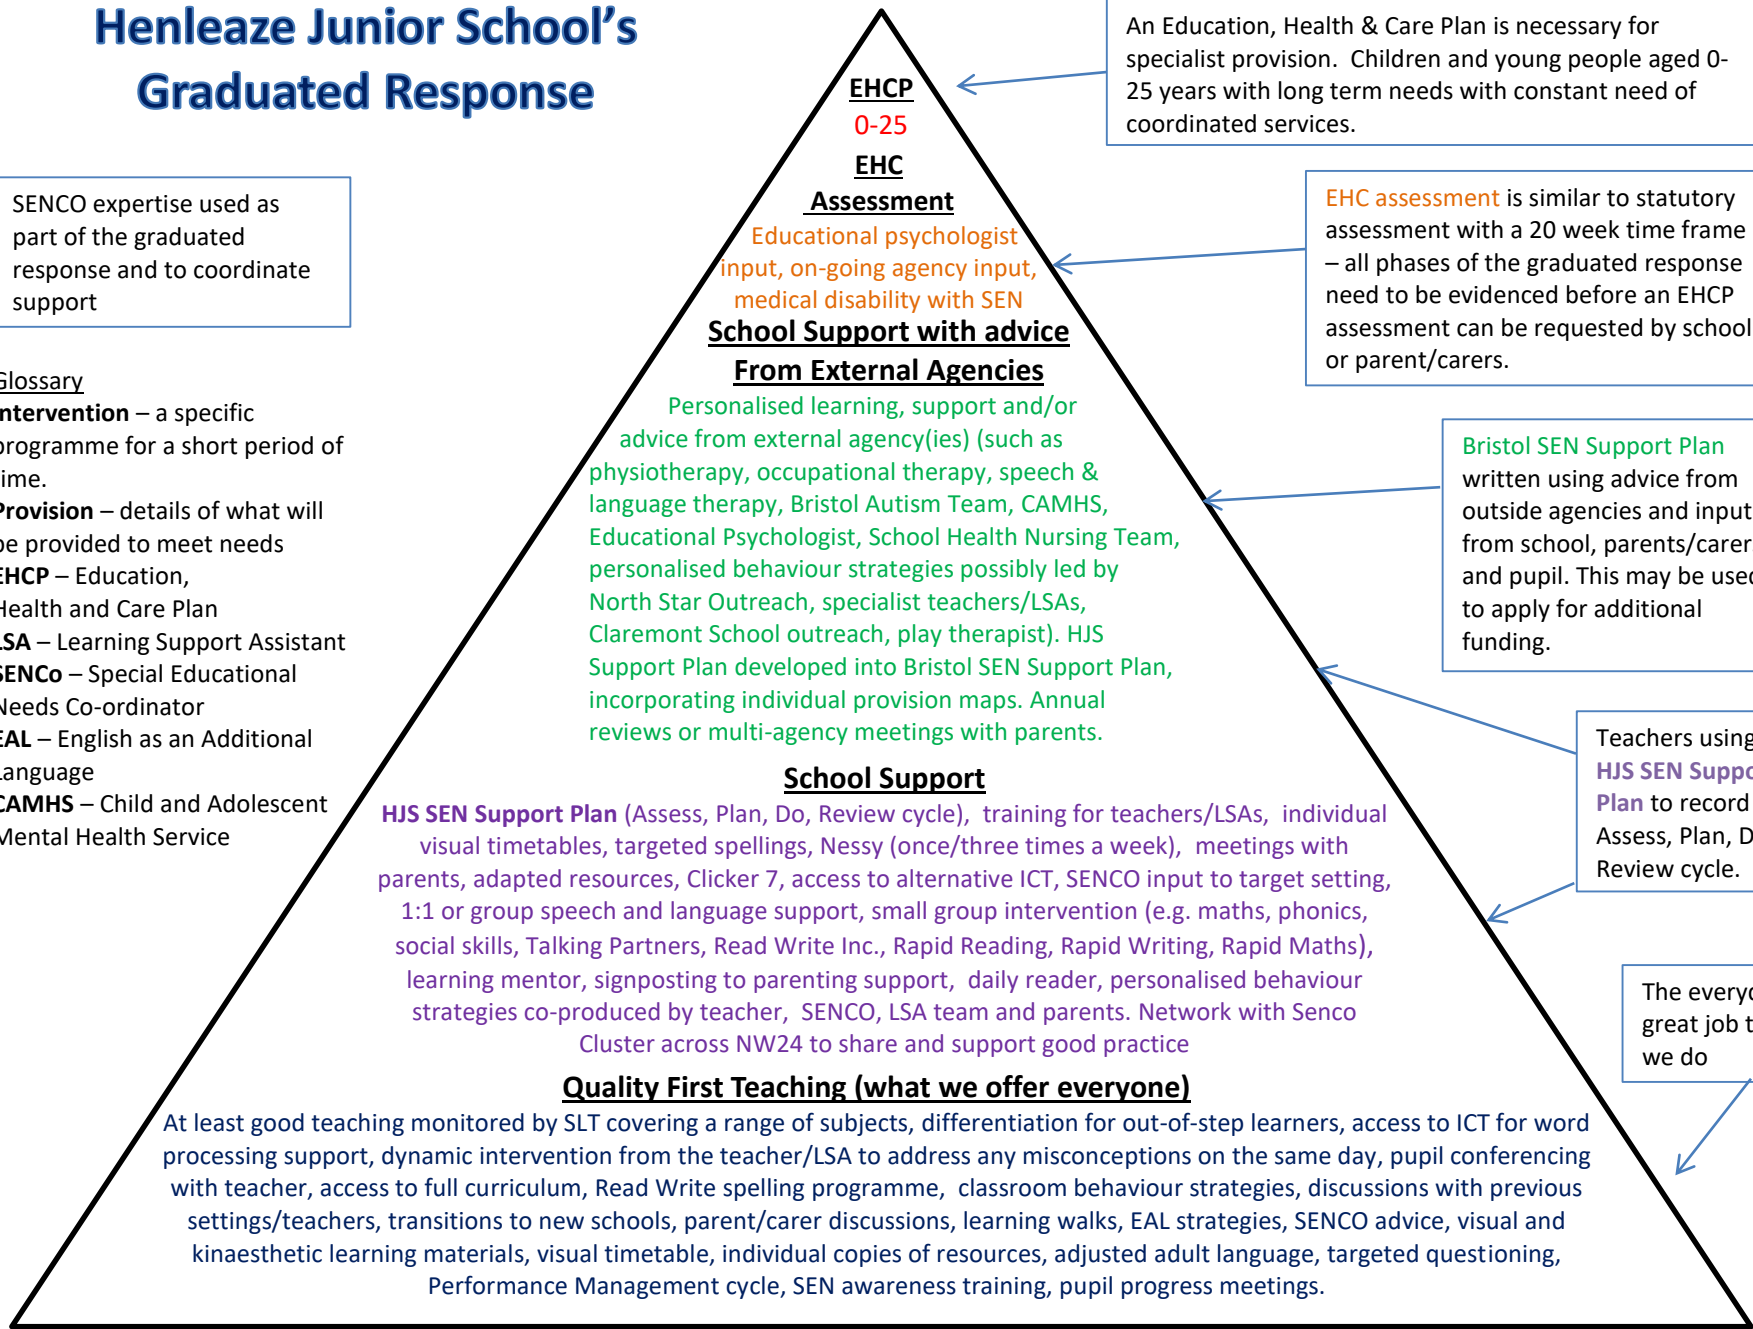 Henleaze Junior School's
Graduated Response
SENCO expertise used as
part of the graduated
response and to coordinate
support
Glossary
Intervention – a specific
programme for a short period of
time.
Provision – details of what will
be provided to meet needs
EHCP – Education,
Health and Care Plan
LSA – Learning Support Assistant
SENCo – Special Educational
Needs Co-ordinator
EAL – English as an Additional
Language
CAMHS – Child and Adolescent
Mental Health Service
EHCP
0-25
EHC
Assessment
Educational psychologist
input, on-going agency input,
medical disability with SEN
School Support with advice
From External Agencies
Personalised learning, support and/or
advice from external agency(ies) (such as
physiotherapy, occupational therapy, speech &
language therapy, Bristol Autism Team, CAMHS,
Educational Psychologist, School Health Nursing Team,
personalised behaviour strategies possibly led by
North Star Outreach, specialist teachers/LSAs,
Claremont School outreach, play therapist). HJS
Support Plan developed into Bristol SEN Support Plan,
incorporating individual provision maps. Annual
reviews or multi-agency meetings with parents.
School Support
HJS SEN Support Plan (Assess, Plan, Do, Review cycle), training for teachers/LSAs, individual
visual timetables, targeted spellings, Nessy (once/three times a week), meetings with
parents, adapted resources, Clicker 7, access to alternative ICT, SENCO input to target setting,
1:1 or group speech and language support, small group intervention (e.g. maths, phonics,
social skills, Talking Partners, Read Write Inc., Rapid Reading, Rapid Writing, Rapid Maths),
learning mentor, signposting to parenting support, daily reader, personalised behaviour
strategies co-produced by teacher, SENCO, LSA team and parents. Network with Senco
Cluster across NW24 to share and support good practice
Quality First Teaching (what we offer everyone)
At least good teaching monitored by SLT covering a range of subjects, differentiation for out-of-step learners, access to ICT for word
processing support, dynamic intervention from the teacher/LSA to address any misconceptions on the same day, pupil conferencing
with teacher, access to full curriculum, Read Write spelling programme, classroom behaviour strategies, discussions with previous
settings/teachers, transitions to new schools, parent/carer discussions, learning walks, EAL strategies, SENCO advice, visual and
kinaesthetic learning materials, visual timetable, individual copies of resources, adjusted adult language, targeted questioning,
Performance Management cycle, SEN awareness training, pupil progress meetings.
An Education, Health & Care Plan is necessary for
specialist provision. Children and young people aged 0-
25 years with long term needs with constant need of
coordinated services.
EHC assessment is similar to statutory
assessment with a 20 week time frame
– all phases of the graduated response
need to be evidenced before an EHCP
assessment can be requested by school
or parent/carers.
Bristol SEN Support Plan
written using advice from
outside agencies and input
from school, parents/carers
and pupil. This may be used
to apply for additional
funding.
Teachers using
HJS SEN Support
Plan to record
Assess, Plan,
Review cycle.
The
great job
we do